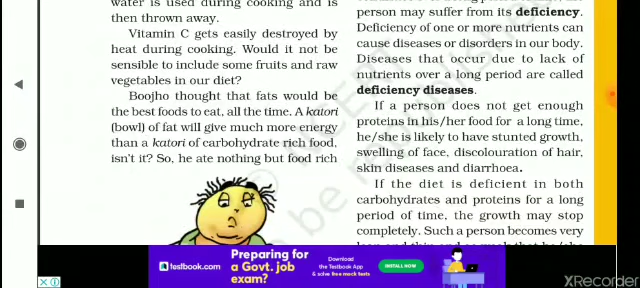 water is used during cooking and is
then thrown away.
Vitamin C gets easily destroyed by
heat during cooking. Would it not be
sensible to include some fruits and raw
vegetables in our diet?
Boojho thought that fats would be
the best foods to eat, all the time. A katori
(bowl) of fat will give much more energy
than a katori of carbohydrate rich food,
isn't it? So, he ate nothing but food rich
person may suffer from its deficiency.
Deficiency of one or more nutrients can
cause diseases or disorders in our body.
Diseases that occur due to lack of
nutrients over a long period are called
deficiency diseases.
If a person does not get enough
proteins in his/her food for a long time,
he/she is likely to have stunted growth,
swelling of face, discolouration of hair,
skin diseases and diarrhoea.
If the diet is deficient in both
carbohydrates and proteins for a long
period of time, the growth may stop
completely. Such a person becomes very
NCERT
be
testbook.com
Preparing for
a Govt. job
exam?
Download
the Testbook App
& solve free mock tests
INSTALL NOW
XRecorder